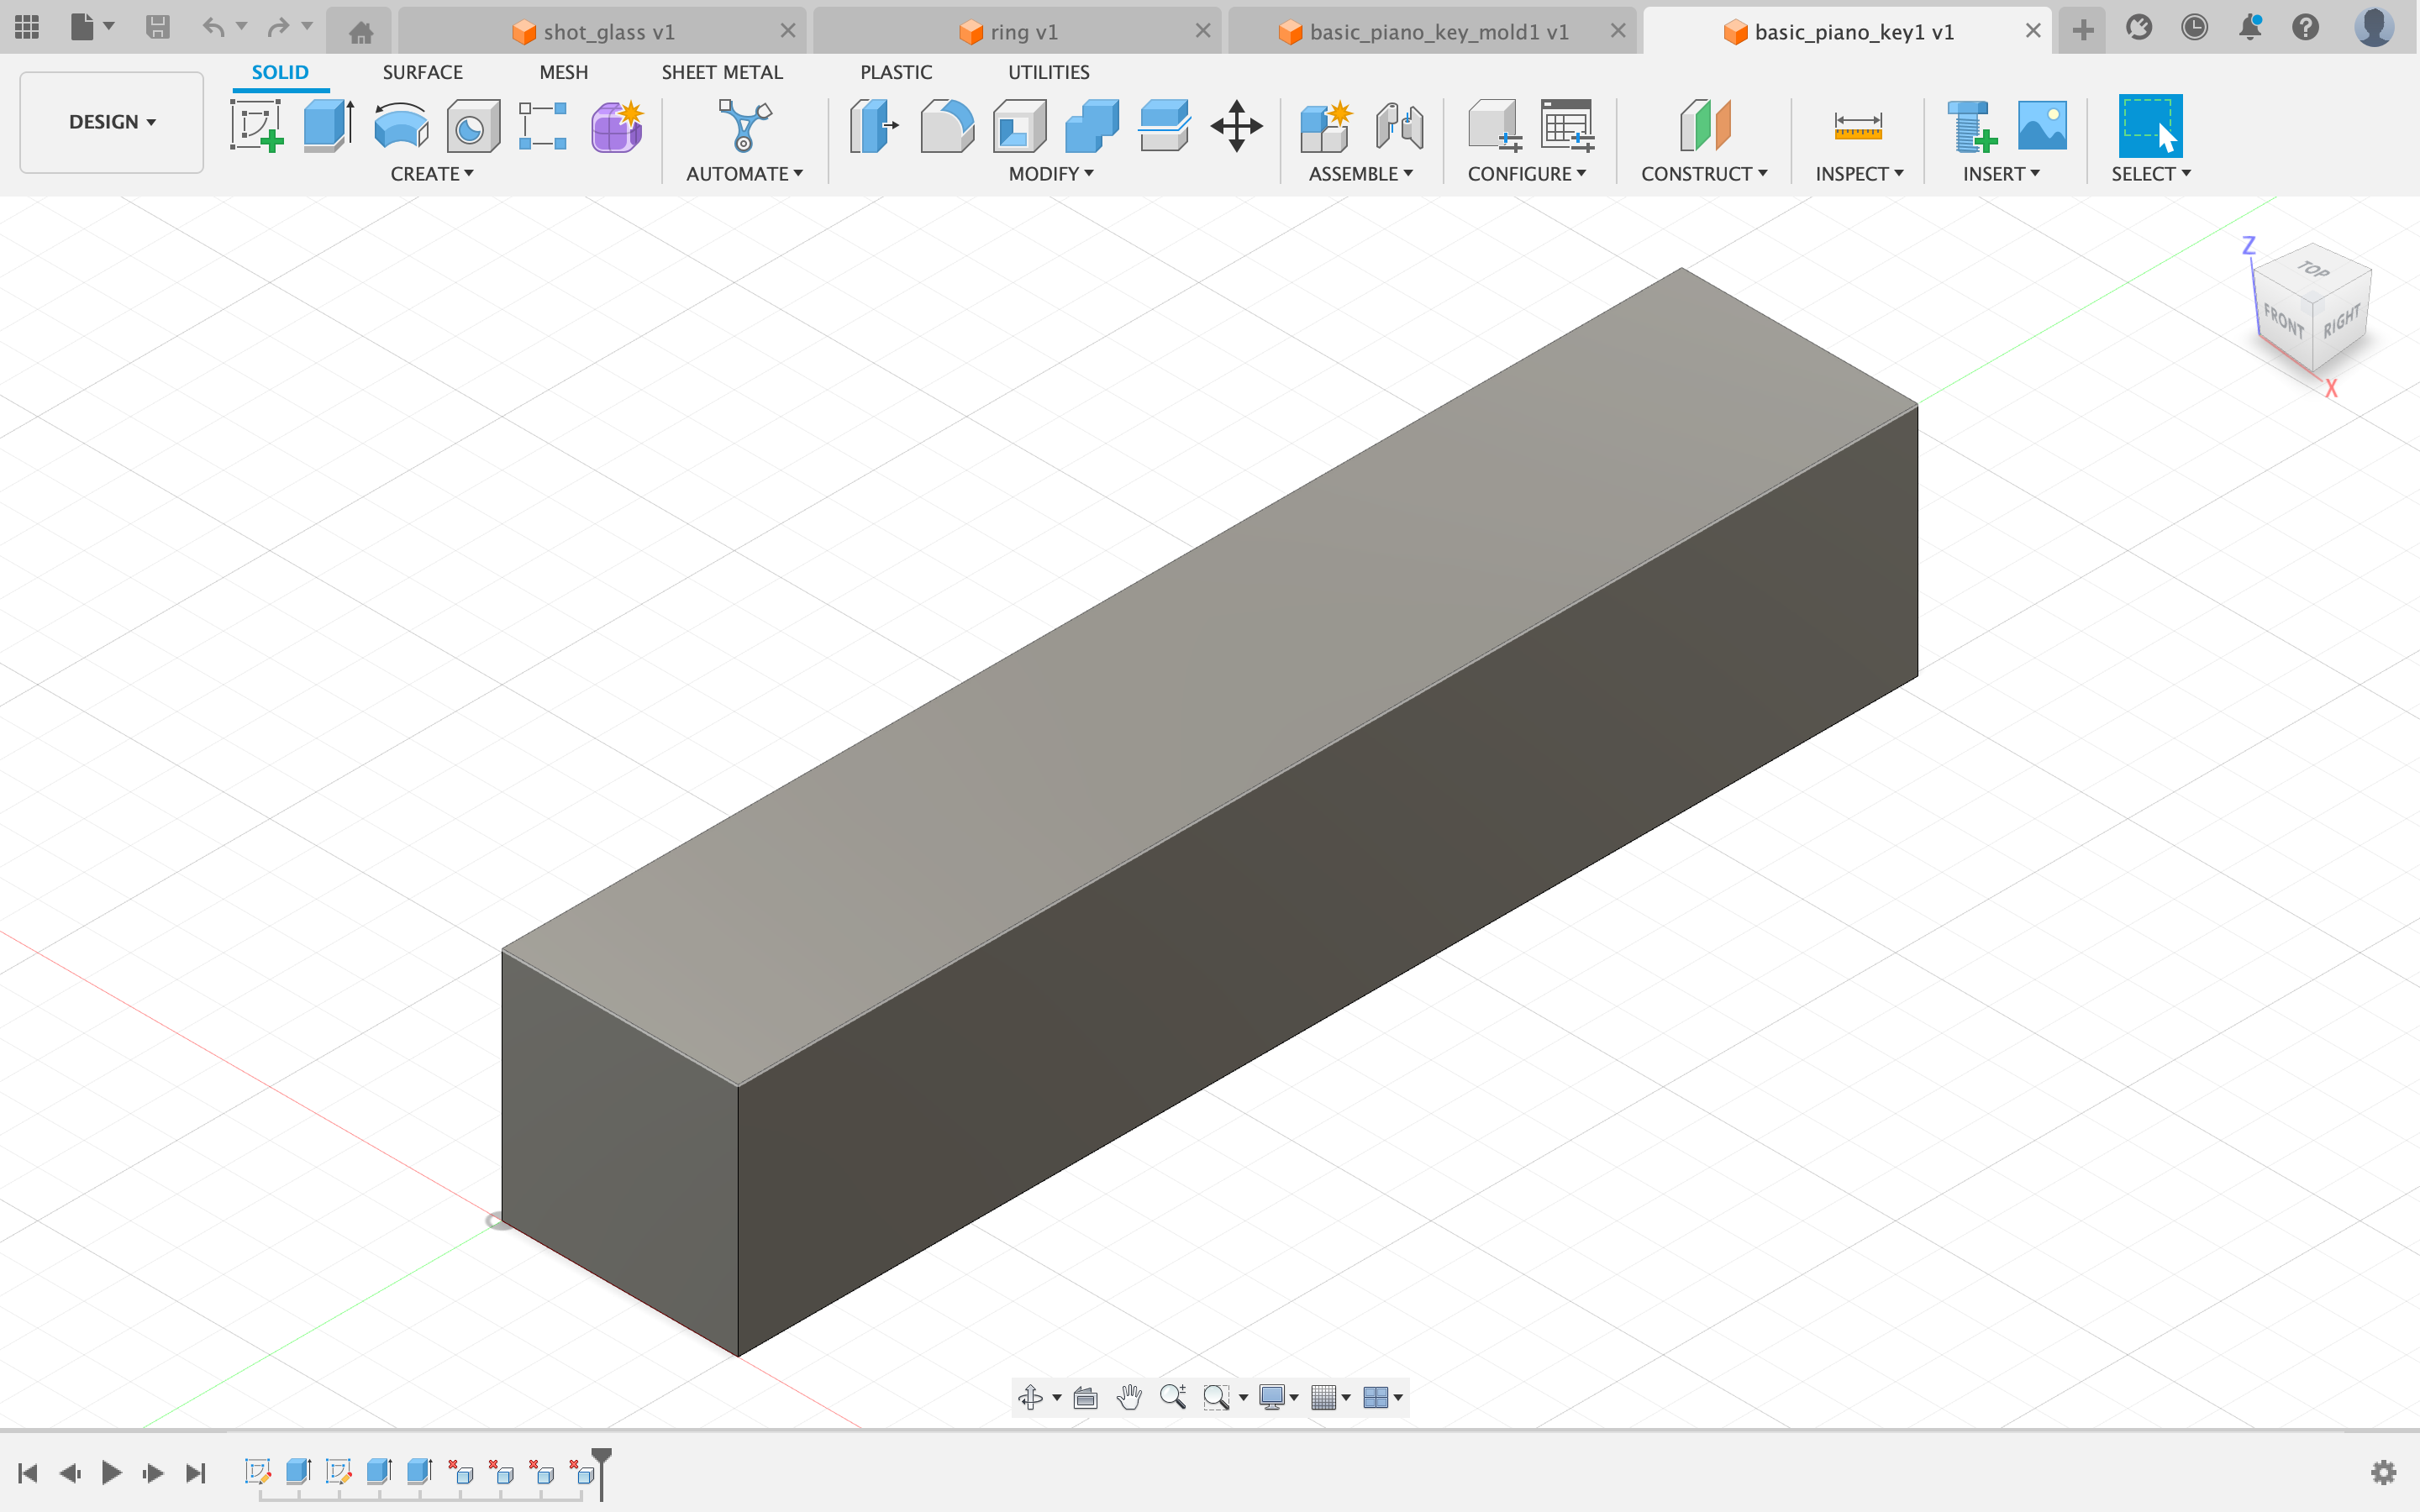 shot_glass v1
ring v1
basic_piano_key_mold1 v1
basic_piano_key1 v1
DESIGN
SOLID
SURFACE
MESH
SHEET METAL
PLASTIC
UTILITIES
CREATE
AUTOMATE
MODIFY
ASSEMBLE
CONFIGURE
CONSTRUCT
INSPECT
INSERT
SELECT
Z
TOP
FRONT
RIGHT
X